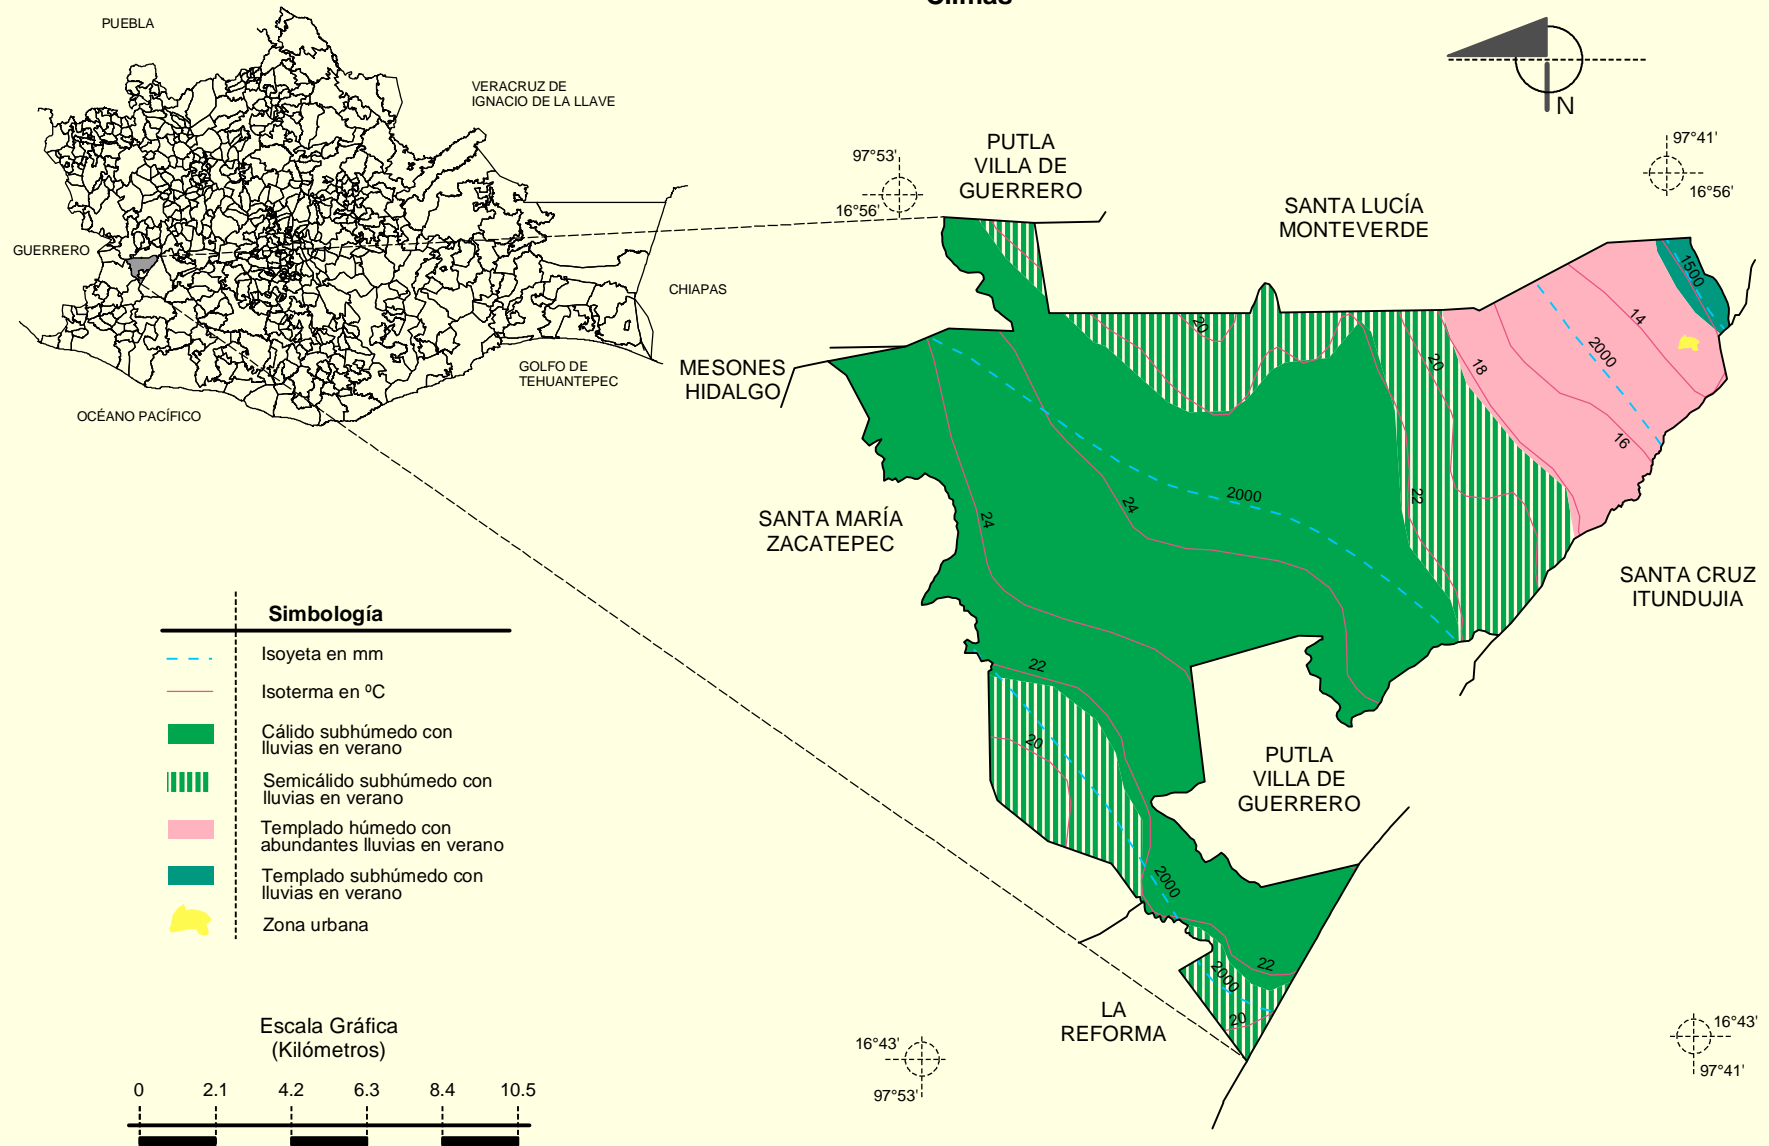 Climas
PUEBLA
VERACRUZ DE
IGNACIO DE LA LLAVE
GUERRERO
CHIAPAS
GOLFO DE
TEHUANTEPEC
OCÉANO PACÍFICO
N
97°53'
16°56'
97°41'
16°56'
PUTLA
VILLA DE
GUERRERO
SANTA LUCÍA
MONTEVERDE
MESONES
HIDALGO
SANTA MARÍA
ZACATEPEC
SANTA CRUZ
ITUNDUJIA
PUTLA
VILLA DE
GUERRERO
LA
REFORMA
1500
14
2000
20
20
18
16
22
2000
24
24
22
20
2000
22
2000
20
16°43'
97°53'
16°43'
97°41'
Simbología
Isoyeta en mm
Isoterma en ºC
Cálido subhúmedo con
lluvias en verano
Semicálido subhúmedo con
lluvias en verano
Templado húmedo con
abundantes lluvias en verano
Templado subhúmedo con
lluvias en verano
Zona urbana
Escala Gráfica
(Kilómetros)
0 2.1 4.2 6.3 8.4 10.5